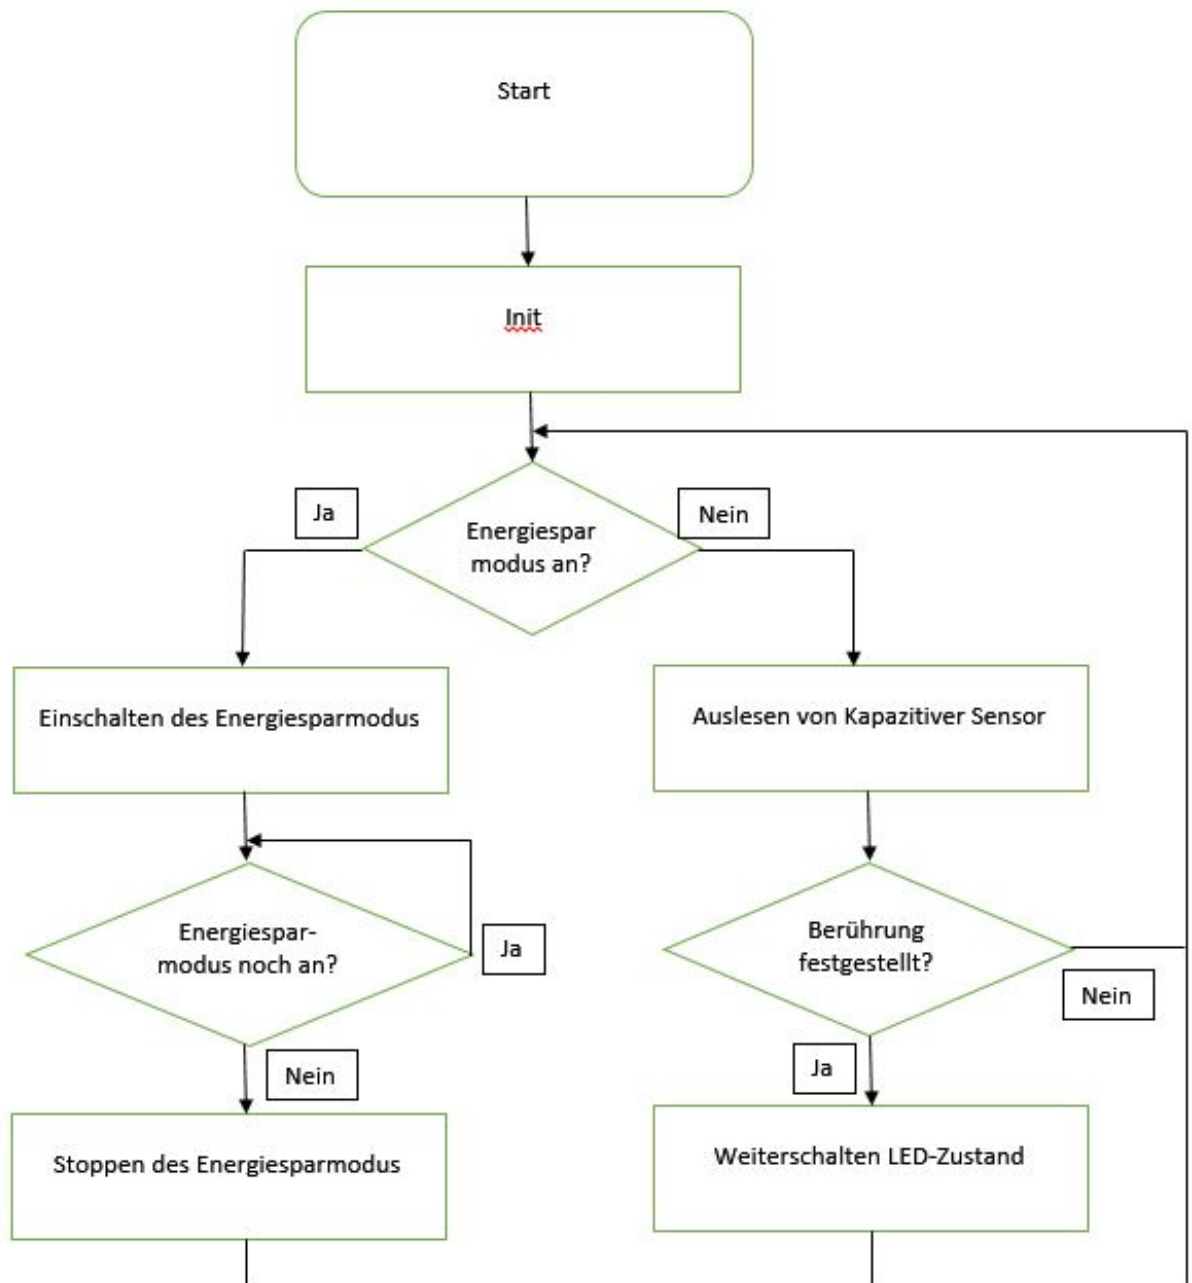 Start
Init
Ja
Nein
Energiespar
modus an?
Einschalten des Energiesparmodus
Auslesen von Kapazitiver Sensor
Energiespar-
modus noch an?
Ja
Berührung
festgestellt?
Nein
Nein
Ja
Stoppen des Energiesparmodus
Weiterschalten LED-Zustand